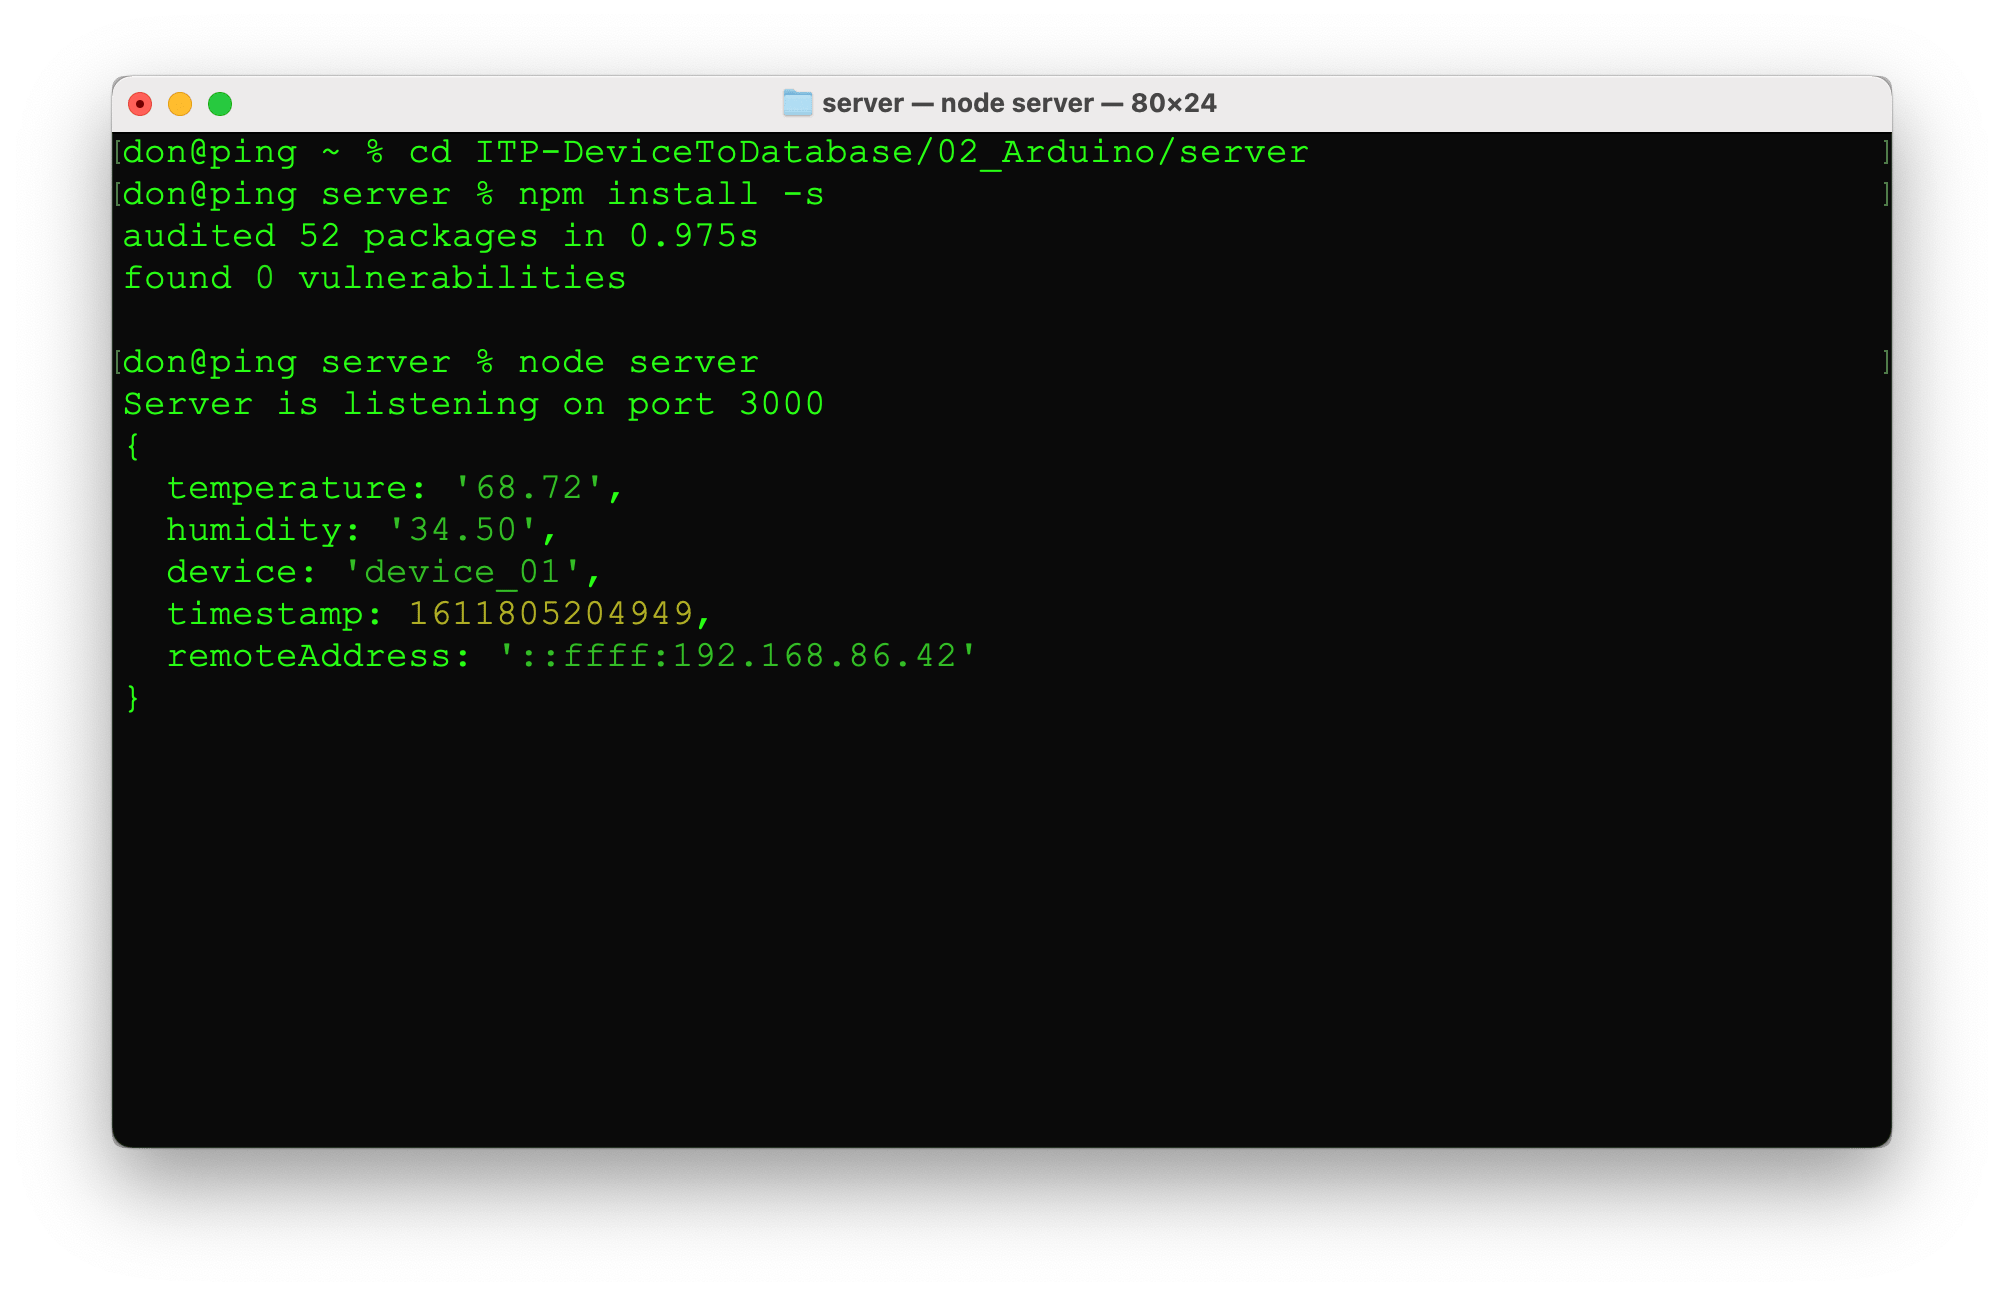 server — node server — 80×24
[don@ping ~ % cd ITP-DeviceToDatabase/02_Arduino/server ]
[don@ping server % npm install -s ]
audited 52 packages in 0.975s
found 0 vulnerabilities
[don@ping server % node server ]
Server is listening on port 3000
{
  temperature: '68.72',
  humidity: '34.50',
  device: 'device_01',
  timestamp: 1611805204949,
  remoteAddress: '::ffff:192.168.86.42'
}